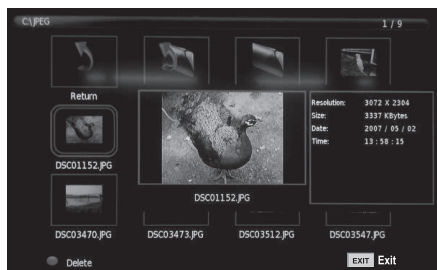 C:\JPEG
1 / 9
Return
Resolution: 3072 X 2304
Size: 3337 KBytes
Date: 2007 / 05 / 02
Time: 13 : 58 : 15
DSC01152.JPG
DSC01152.JPG
DSC03470.JPG DSC03473.JPG DSC03512.JPG DSC03547.JPG
Delete
EXIT Exit